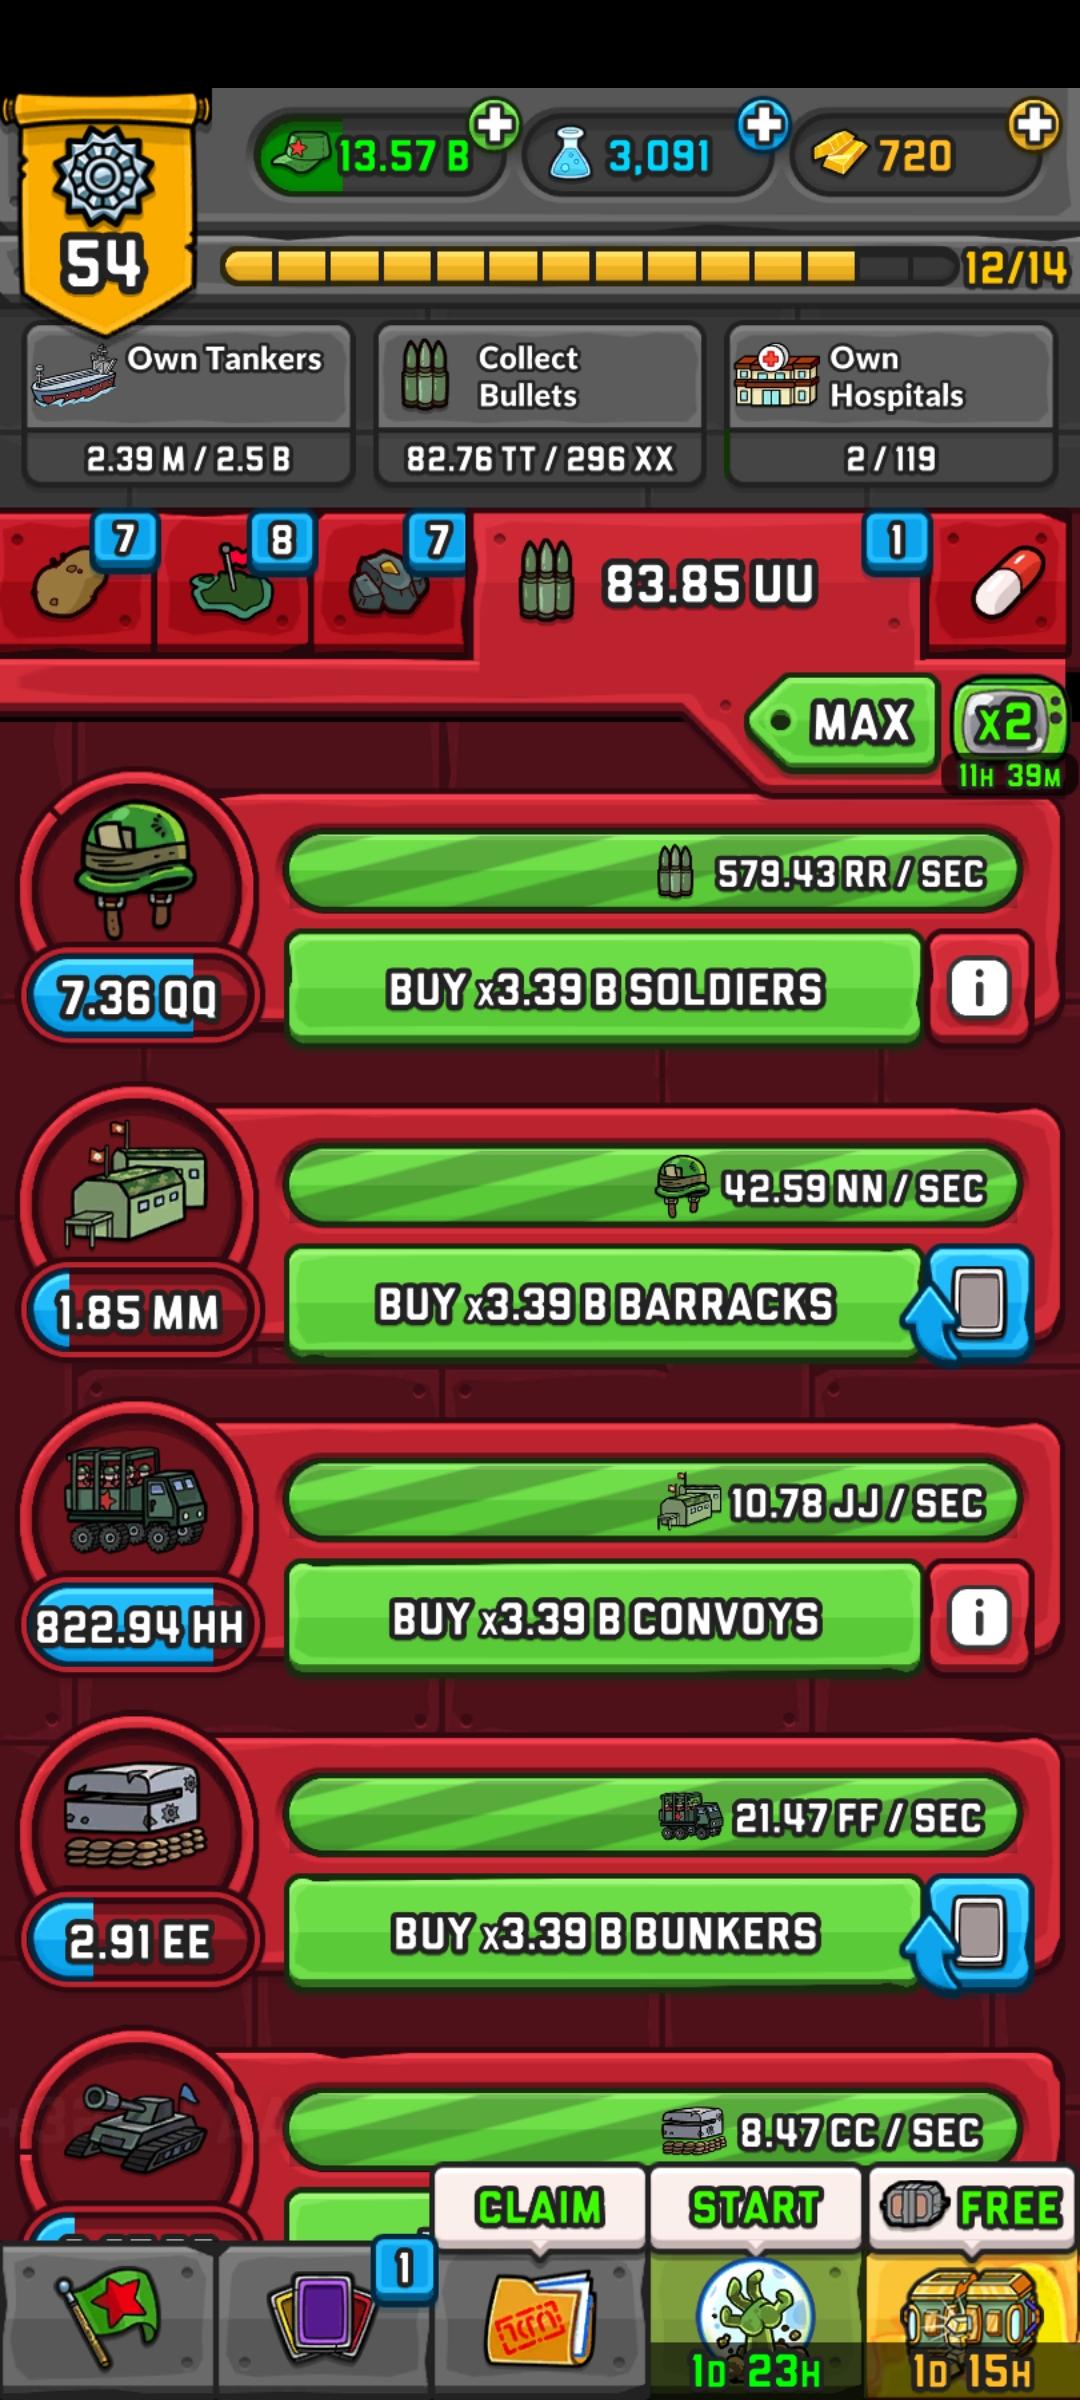 13.57 B
3,091
720
54
12/14
Own Tankers
2.39 M / 2.5 B
Collect
Bullets
82.76 TT / 296 XX
Own
Hospitals
2 / 119
7
8
7
83.85 UU
1
MAX
x2
11H 39M
579.43 RR / SEC
7.36 QQ
BUY x3.39 B SOLDIERS
i
42.59 NN / SEC
1.85 MM
BUY x3.39 B BARRACKS
10.78 JJ / SEC
822.94 HH
BUY x3.39 B CONVOYS
i
21.47 FF / SEC
2.91 EE
BUY x3.39 B BUNKERS
8.47 CC / SEC
CLAIM
START
FREE
1
1D 23H
1D 15H